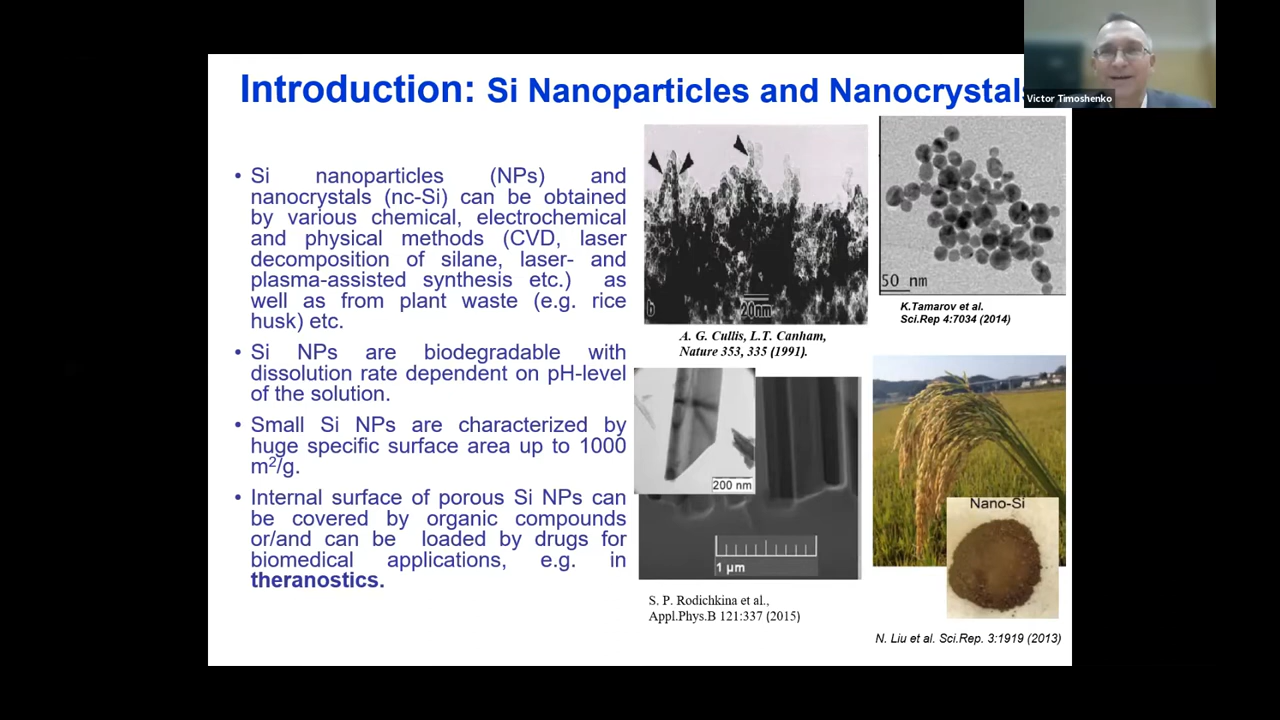 Introduction: Si Nanoparticles and Nanocrystals
Victor Timoshenko
• Si nanoparticles (NPs) and
nanocrystals (nc-Si) can be obtained
by various chemical, electrochemical
and physical methods (CVD, laser
decomposition of silane, laser- and
plasma-assisted synthesis etc.) as
well as from plant waste (e.g. rice
husk) etc.
• Si NPs are biodegradable with
dissolution rate dependent on pH-level
of the solution.
• Small Si NPs are characterized by
huge specific surface area up to 1000
m²/g.
• Internal surface of porous Si NPs can
be covered by organic compounds
or/and can be loaded by drugs for
biomedical applications, e.g. in
theranostics.
b
20nm
A. G. Cullis, L.T. Canham,
Nature 353, 335 (1991).
50 nm
K.Tamarov et al.
Sci.Rep 4:7034 (2014)
200 nm
1 µm
S. P. Rodichkina et al.,
Appl.Phys.B 121:337 (2015)
Nano-Si
N. Liu et al. Sci.Rep. 3:1919 (2013)